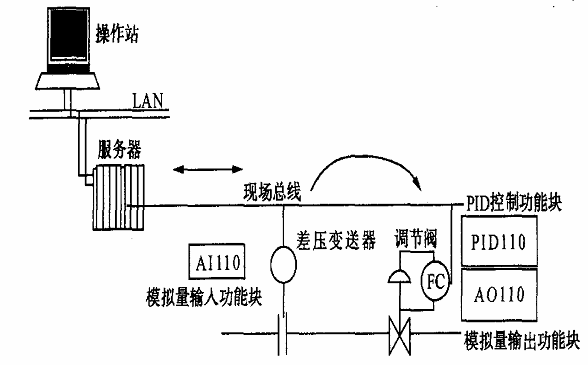 操作站
LAN
服务器
现场总线
PID控制功能块
差压变送器
调节阀
PID110
AI110
FC
AO110
模拟量输入功能块
模拟量输出功能块